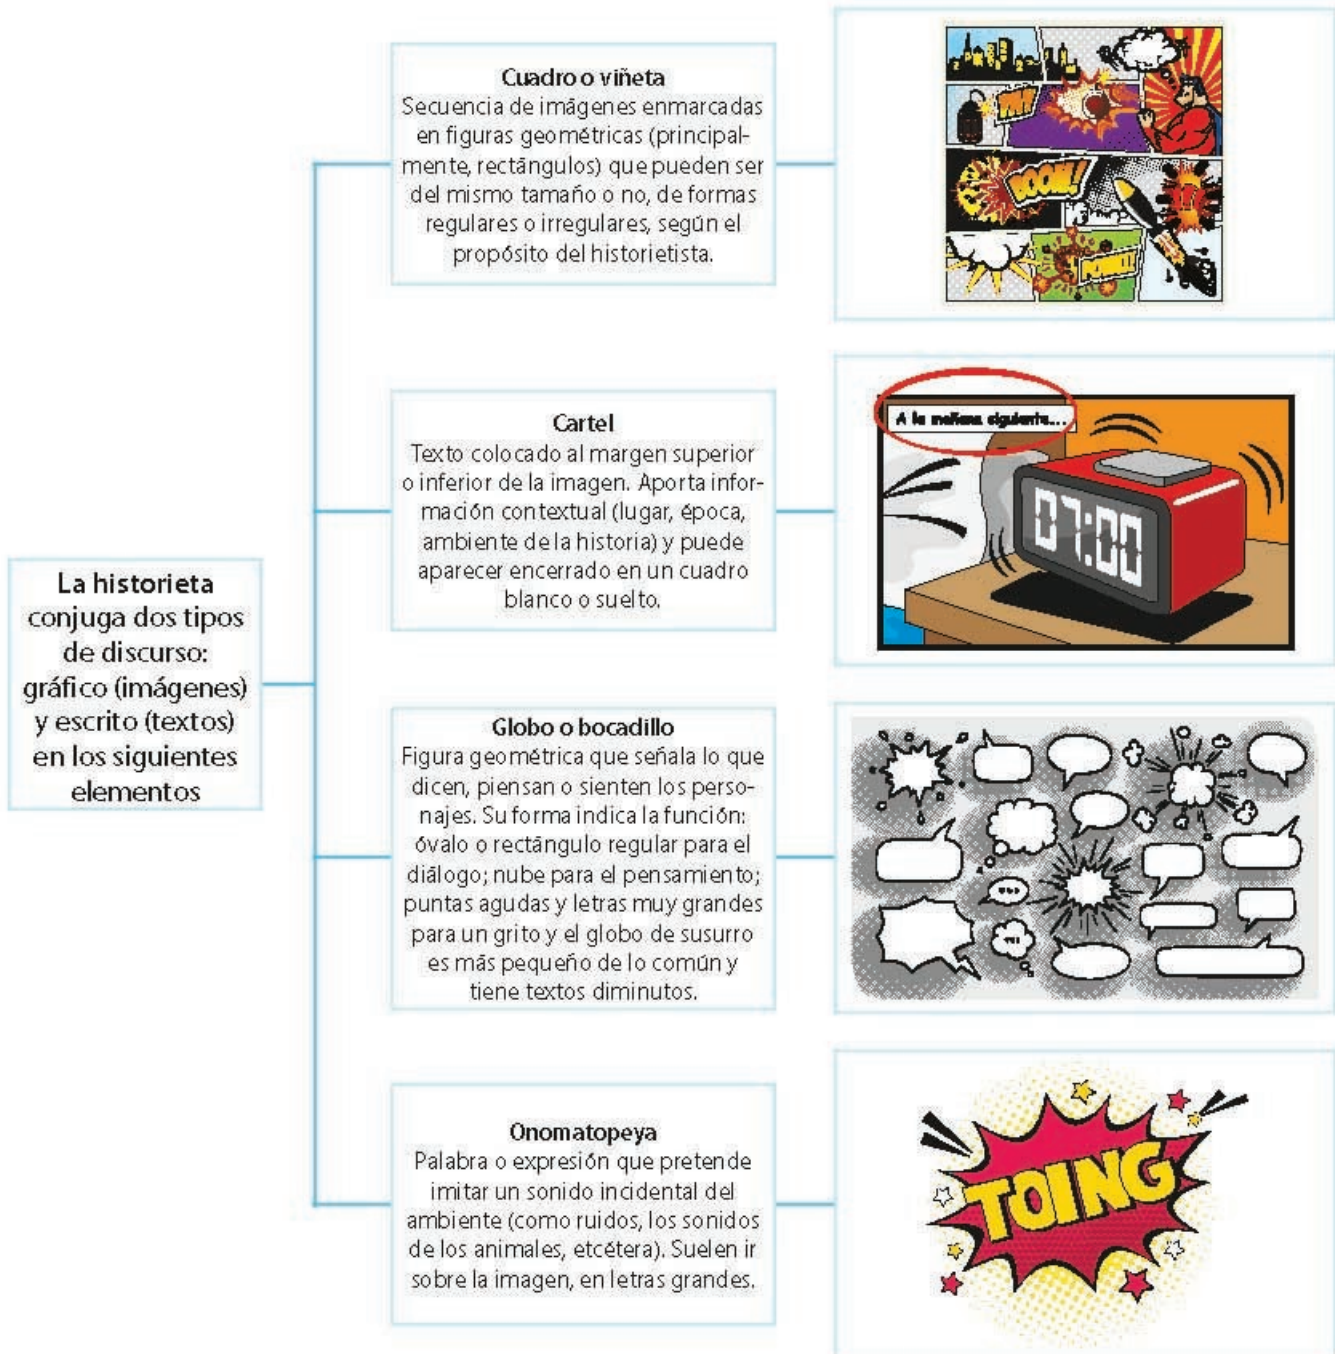 La historieta
conjuga dos tipos
de discurso:
gráfico (imágenes)
y escrito (textos)
en los siguientes
elementos
Cuadro o viñeta
Secuencia de imágenes enmarcadas
en figuras geométricas (principal-
mente, rectángulos) que pueden ser
del mismo tamaño o no, de formas
regulares o irregulares, según el
propósito del historietista.
BOOM!
Cartel
Texto colocado al margen superior
o inferior de la imagen. Aporta infor-
mación contextual (lugar, época,
ambiente de la historia) y puede
aparecer encerrado en un cuadro
blanco o suelto.
A la mañana siguiente...
07:00
Globo o bocadillo
Figura geométrica que señala lo que
dicen, piensan o sienten los perso-
najes. Su forma indica la función:
óvalo o rectángulo regular para el
diálogo; nube para el pensamiento;
puntas agudas y letras muy grandes
para un grito y el globo de susurro
es más pequeño de lo común y
tiene textos diminutos.
Onomatopeya
Palabra o expresión que pretende
imitar un sonido incidental del
ambiente (como ruidos, los sonidos
de los animales, etcétera). Suelen ir
sobre la imagen, en letras grandes.
TOING